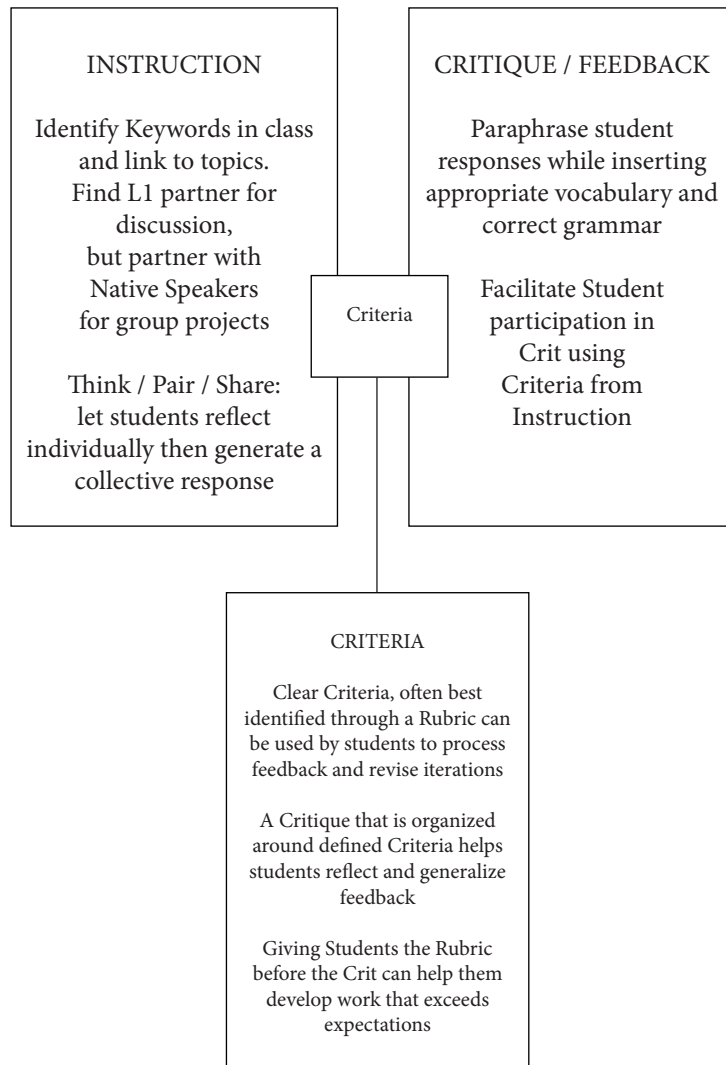 INSTRUCTION
Identify Keywords in class
and link to topics.
Find L1 partner for
discussion,
but partner with
Native Speakers
for group projects
Think / Pair / Share:
let students reflect
individually then generate a
collective response
Criteria
CRITIQUE / FEEDBACK
Paraphrase student
responses while inserting
appropriate vocabulary and
correct grammar
Facilitate Student
participation in
Crit using
Criteria from
Instruction
CRITERIA
Clear Criteria, often best
identified through a Rubric can
be used by students to process
feedback and revise iterations
A Critique that is organized
around defined Criteria helps
students reflect and generalize
feedback
Giving Students the Rubric
before the Crit can help them
develop work that exceeds
expectations